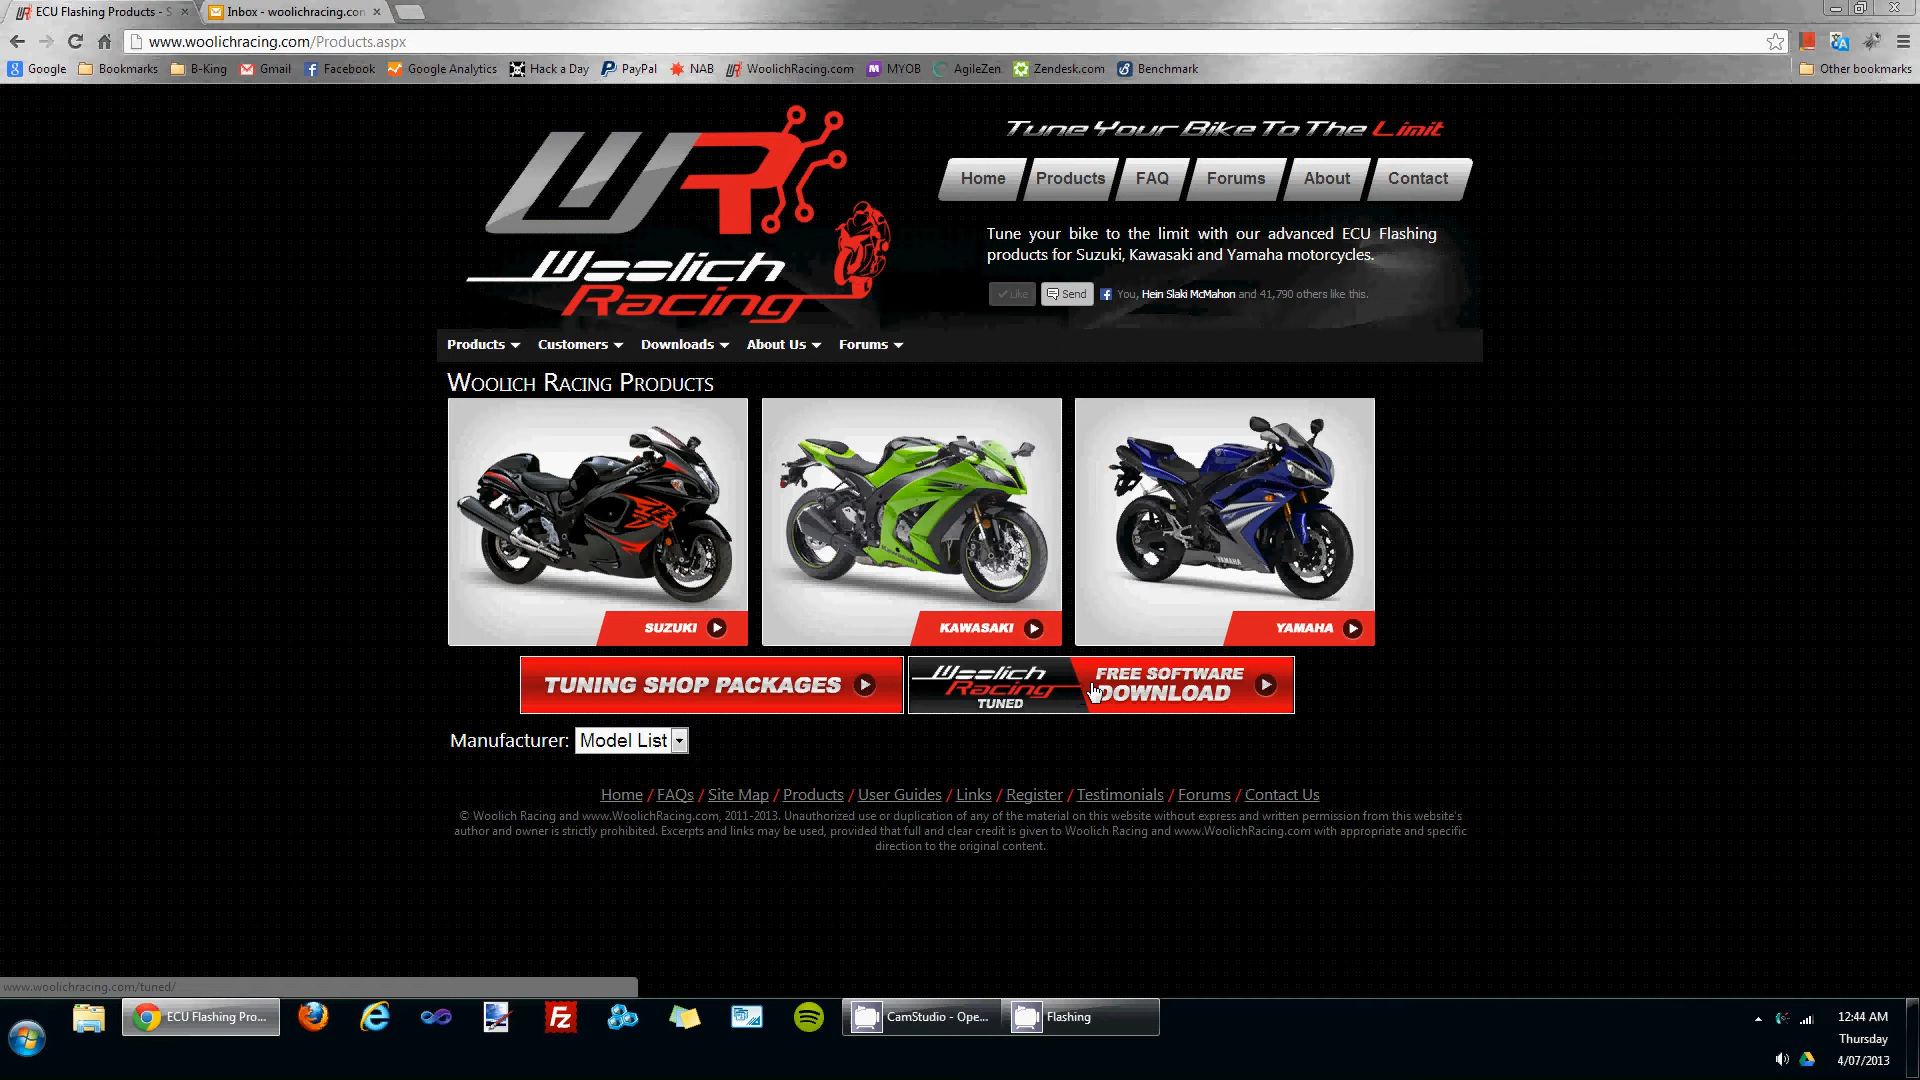 ECU Flashing Products - S
Inbox - woolichracing.con
www.woolichracing.com/Products.aspx
Google Bookmarks B-King Gmail Facebook Google Analytics Hack a Day PayPal NAB WoolichRacing.com MYOB AgileZen Zendesk.com Benchmark Other bookmarks
WR
Woolich
Racing
Tune Your Bike To The Limit
Home Products FAQ Forums About Contact
Tune your bike to the limit with our advanced ECU Flashing
products for Suzuki, Kawasaki and Yamaha motorcycles.
Like Send You, Hein Slaki McMahon and 41,790 others like this.
Products Customers Downloads About Us Forums
Woolich Racing Products
SUZUKI
KAWASAKI
YAMAHA
TUNING SHOP PACKAGES
Woolich
Racing
TUNED
FREE SOFTWARE
DOWNLOAD
Manufacturer: Model List
Home / FAQs / Site Map / Products / User Guides / Links / Register / Testimonials / Forums / Contact Us
© Woolich Racing and www.WoolichRacing.com, 2011-2013. Unauthorized use or duplication of any of the material on this website without express and written permission from this website's
author and owner is strictly prohibited. Excerpts and links may be used, provided that full and clear credit is given to Woolich Racing and www.WoolichRacing.com with appropriate and specific
direction to the original content.
www.woolichracing.com/tuned/
ECU Flashing Pro...
CamStudio - Ope...
Flashing
12:44 AM
Thursday
4/07/2013